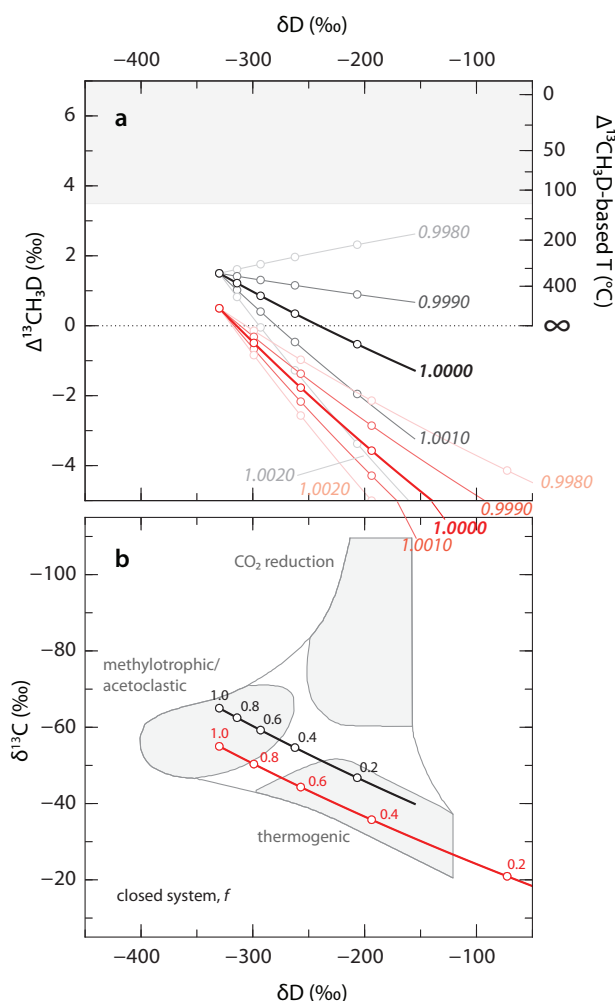 δD (‰)
−400 −300 −200 −100
a
6
4
2
0
−2
−4
Δ¹³CH₃D (‰)
0
50
100
200
400
∞
Δ¹³CH₃D-based T (°C)
0.9980
0.9990
1.0000
1.0010
1.0020
1.0020
0.9980
0.9990
1.0000
1.0010
b
CO₂ reduction
methylotrophic/
acetoclastic
thermogenic
1.0 0.8 0.6 0.4 0.2
1.0 0.8 0.6 0.4 0.2
closed system, f
−100
−80
−60
−40
−20
δ¹³C (‰)
−400 −300 −200 −100
δD (‰)